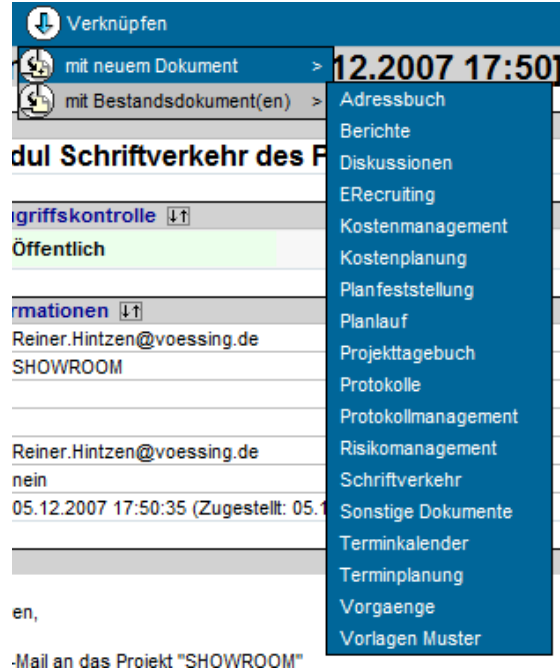 Verknüpfen
mit neuem Dokument >
12.2007 17:50]
mit Bestandsdokument(en) >
Adressbuch
Berichte
Diskussionen
ERecruiting
Kostenmanagement
Kostenplanung
Planfeststellung
Planlauf
Projekttagebuch
Protokolle
Protokollmanagement
Risikomanagement
Schriftverkehr
Sonstige Dokumente
Terminkalender
Terminplanung
Vorgaenge
Vorlagen Muster
dul Schriftverkehr des
ugriffskontrolle
Öffentlich
rmationen
Reiner.Hintzen@voessing.de
SHOWROOM
Reiner.Hintzen@voessing.de
nein
05.12.2007 17:50:35 (Zugestellt: 05.1
en,
-Mail an das Projekt "SHOWROOM"